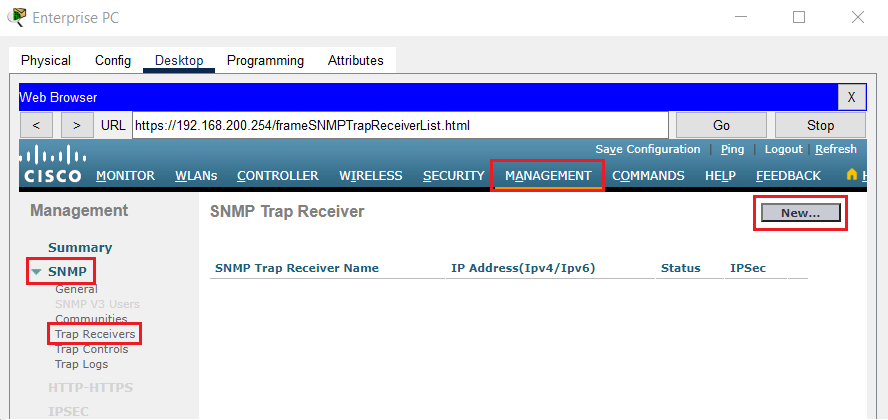 Enterprise PC
Physical Config Desktop Programming Attributes
Web Browser X
< > URL https://192.168.200.254/frameSNMPTrapReceiverList.html Go Stop
Save Configuration | Ping | Logout | Refresh
CISCO MONITOR WLANs CONTROLLER WIRELESS SECURITY MANAGEMENT COMMANDS HELP FEEDBACK H
Management SNMP Trap Receiver New...
Summary
SNMP Trap Receiver Name IP Address(Ipv4/Ipv6) Status IPSec
SNMP
General
SNMP V3 Users
Communities
Trap Receivers
Trap Controls
Trap Logs
HTTP-HTTPS
IPSEC